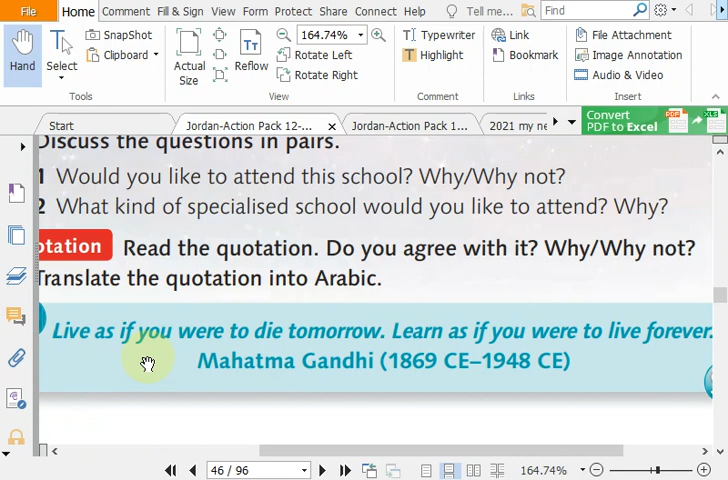 File Home Comment Fill & Sign View Form Protect Share Help Tell me... Find
Hand
Select
SnapShot
Clipboard
Actual Size
Reflow
164.74%
Rotate Left
Rotate Right
Typewriter
Highlight
Link
Bookmark
File Attachment
Image Annotation
Audio & Video
Tools View Comment Links Insert
Start Jordan-Action Pack 12-... Jordan-Action Pack 1... 2021 my ne
Convert
PDF to Excel
PDF XLS
Discuss the questions in pairs.
1 Would you like to attend this school? Why/Why not?
2 What kind of specialised school would you like to attend? Why?
otation Read the quotation. Do you agree with it? Why/Why not?
Translate the quotation into Arabic.
Live as if you were to die tomorrow. Learn as if you were to live forever.
Mahatma Gandhi (1869 CE–1948 CE)
46 / 96 164.74%